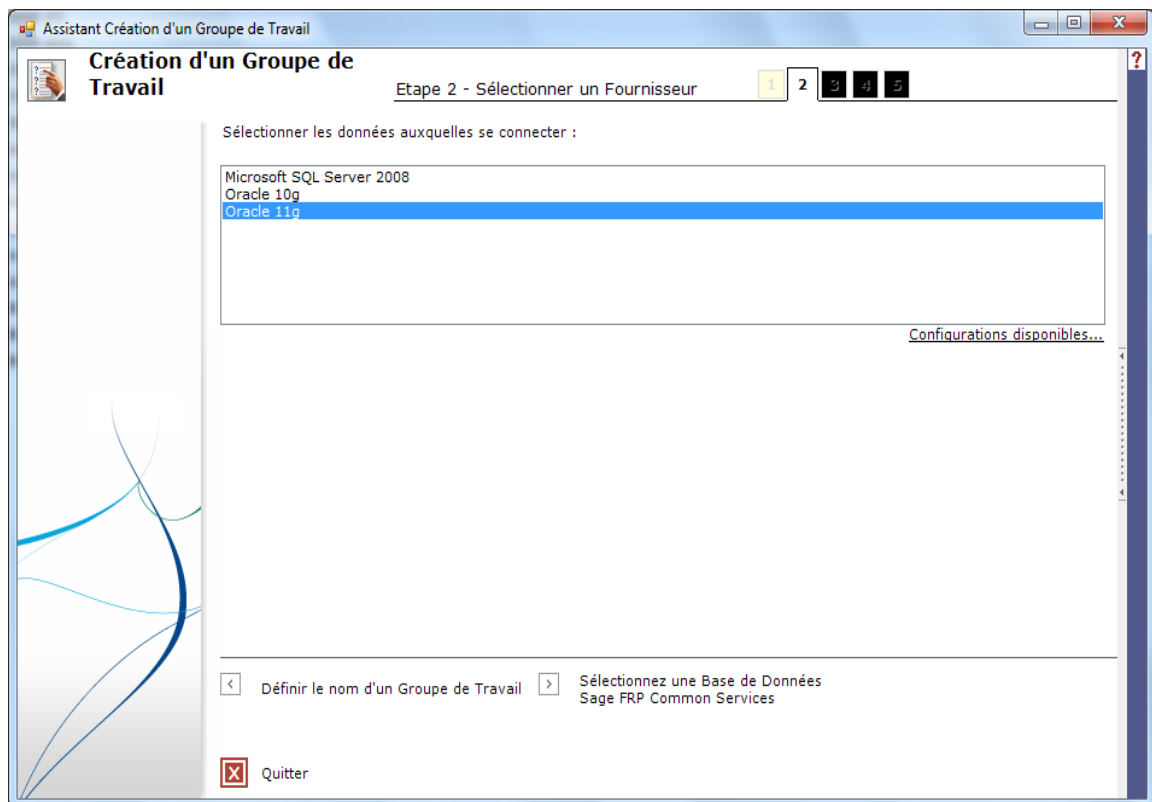 Assistant Création d'un Groupe de Travail
X
Création d'un Groupe de
Travail
Etape 2 - Sélectionner un Fournisseur
1 2 3 4 5
?
Sélectionner les données auxquelles se connecter :
Microsoft SQL Server 2008
Oracle 10g
Oracle 11g
Configurations disponibles...
< Définir le nom d'un Groupe de Travail
> Sélectionnez une Base de Données
Sage FRP Common Services
X Quitter